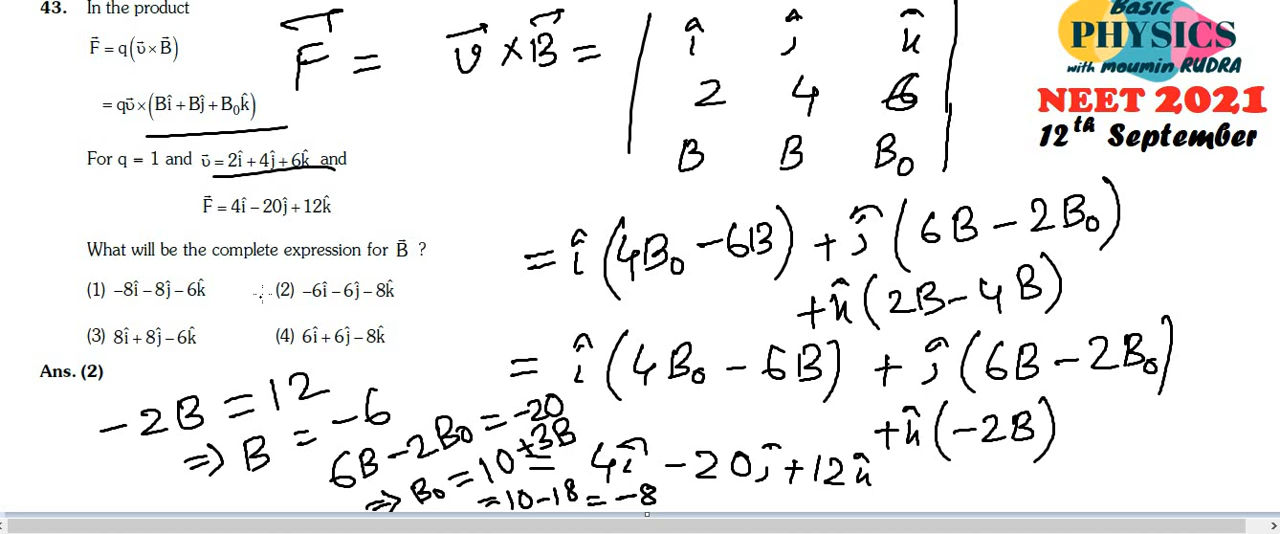 43. In the product
F⃗ = q(υ⃗ × B⃗)
= qυ⃗ × (Bî + Bĵ + B₀k̂)
For q = 1 and υ⃗ = 2î + 4ĵ + 6k̂ and
F⃗ = 4î − 20ĵ + 12k̂
What will be the complete expression for B⃗ ?
(1) −8î − 8ĵ − 6k̂ (2) −6î − 6ĵ − 8k̂
(3) 8î + 8ĵ − 6k̂ (4) 6î + 6ĵ − 8k̂
Ans. (2)
−2B = 12
⇒ B = −6
6B − 2B₀ = −20
⇒ B₀ = 10 + 3B
= 10 − 18 = −8
F⃗ = v⃗ × B⃗ = | î ĵ k̂
2 4 6
B B B₀ |
= î(4B₀ − 6B) + ĵ(6B − 2B₀)
+ k̂(2B − 4B)
= î(4B₀ − 6B) + ĵ(6B − 2B₀)
+ k̂(−2B)
= 4î − 20ĵ + 12k̂
Basic
PHYSICS
with moumin RUDRA
NEET 2021
12th September